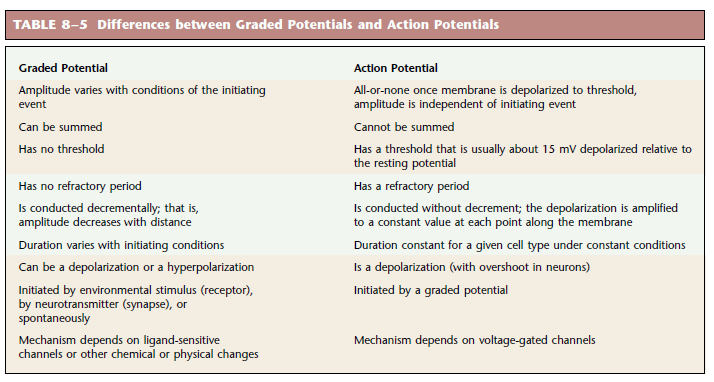 TABLE 8–5 Differences between Graded Potentials and Action Potentials
Graded Potential
Action Potential
Amplitude varies with conditions of the initiating
event
All-or-none once membrane is depolarized to threshold,
amplitude is independent of initiating event
Can be summed
Cannot be summed
Has no threshold
Has a threshold that is usually about 15 mV depolarized relative to
the resting potential
Has no refractory period
Has a refractory period
Is conducted decrementally; that is,
amplitude decreases with distance
Is conducted without decrement; the depolarization is amplified
to a constant value at each point along the membrane
Duration varies with initiating conditions
Duration constant for a given cell type under constant conditions
Can be a depolarization or a hyperpolarization
Is a depolarization (with overshoot in neurons)
Initiated by environmental stimulus (receptor),
by neurotransmitter (synapse), or
spontaneously
Initiated by a graded potential
Mechanism depends on ligand-sensitive
channels or other chemical or physical changes
Mechanism depends on voltage-gated channels